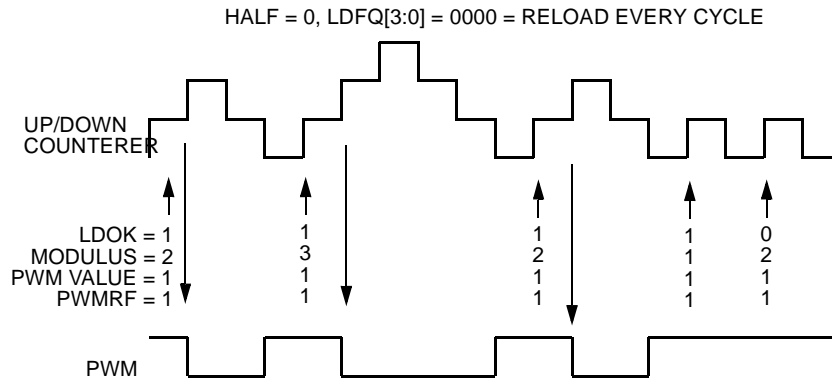 HALF = 0, LDFQ[3:0] = 0000 = RELOAD EVERY CYCLE
UP/DOWN
COUNTERER
LDOK = 1 1 1 1 0
MODULUS = 2 3 2 1 2
PWM VALUE = 1 1 1 1 1
PWMRF = 1 1 1 1 1
PWM